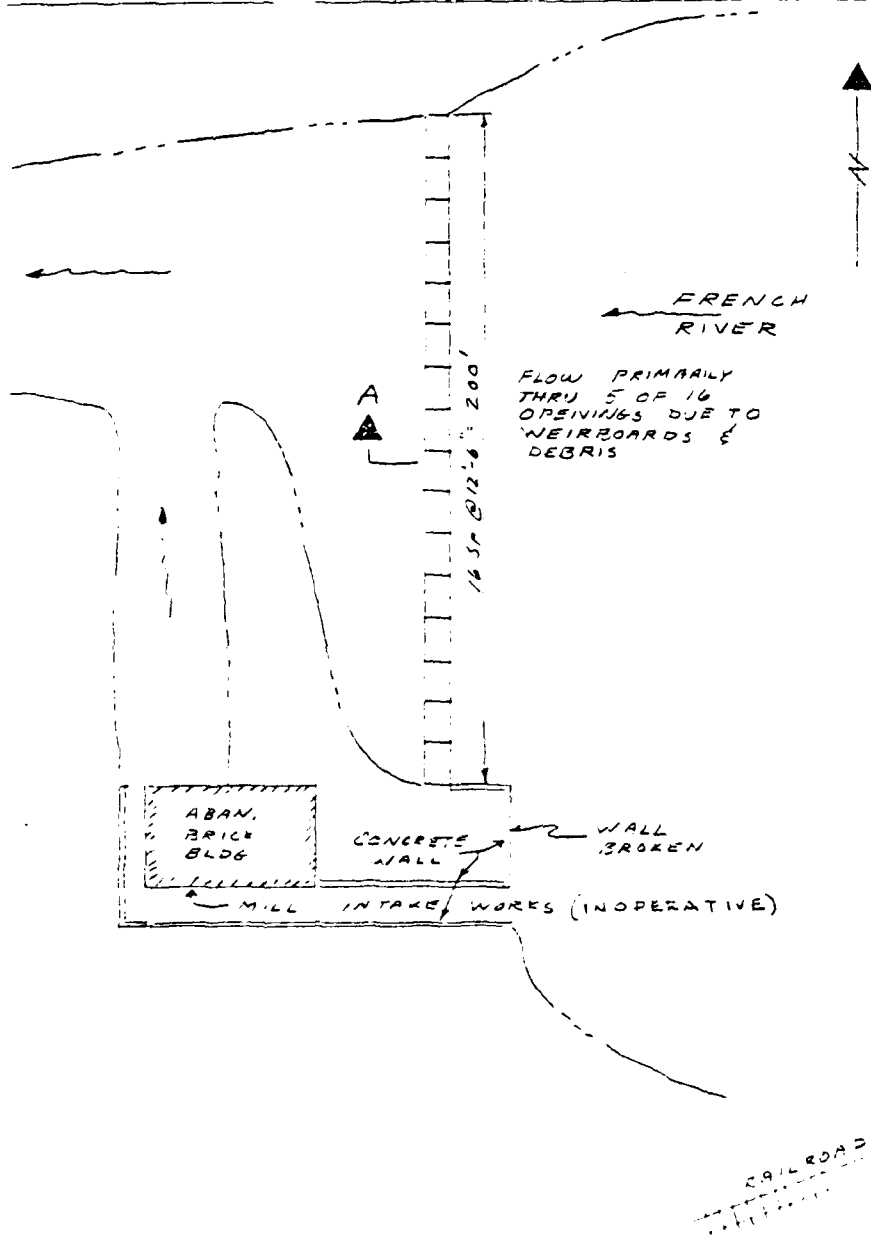 N
FRENCH
RIVER
FLOW PRIMARILY
THRU 5 OF 16
OPENINGS DUE TO
WEIRBOARDS &
DEBRIS
A
16 SP @ 12'-6" = 200'
ABAN.
BRICK
BLDG
CONCRETE
WALL
WALL
BROKEN
MILL INTAKE WORKS (INOPERATIVE)
RAILROAD